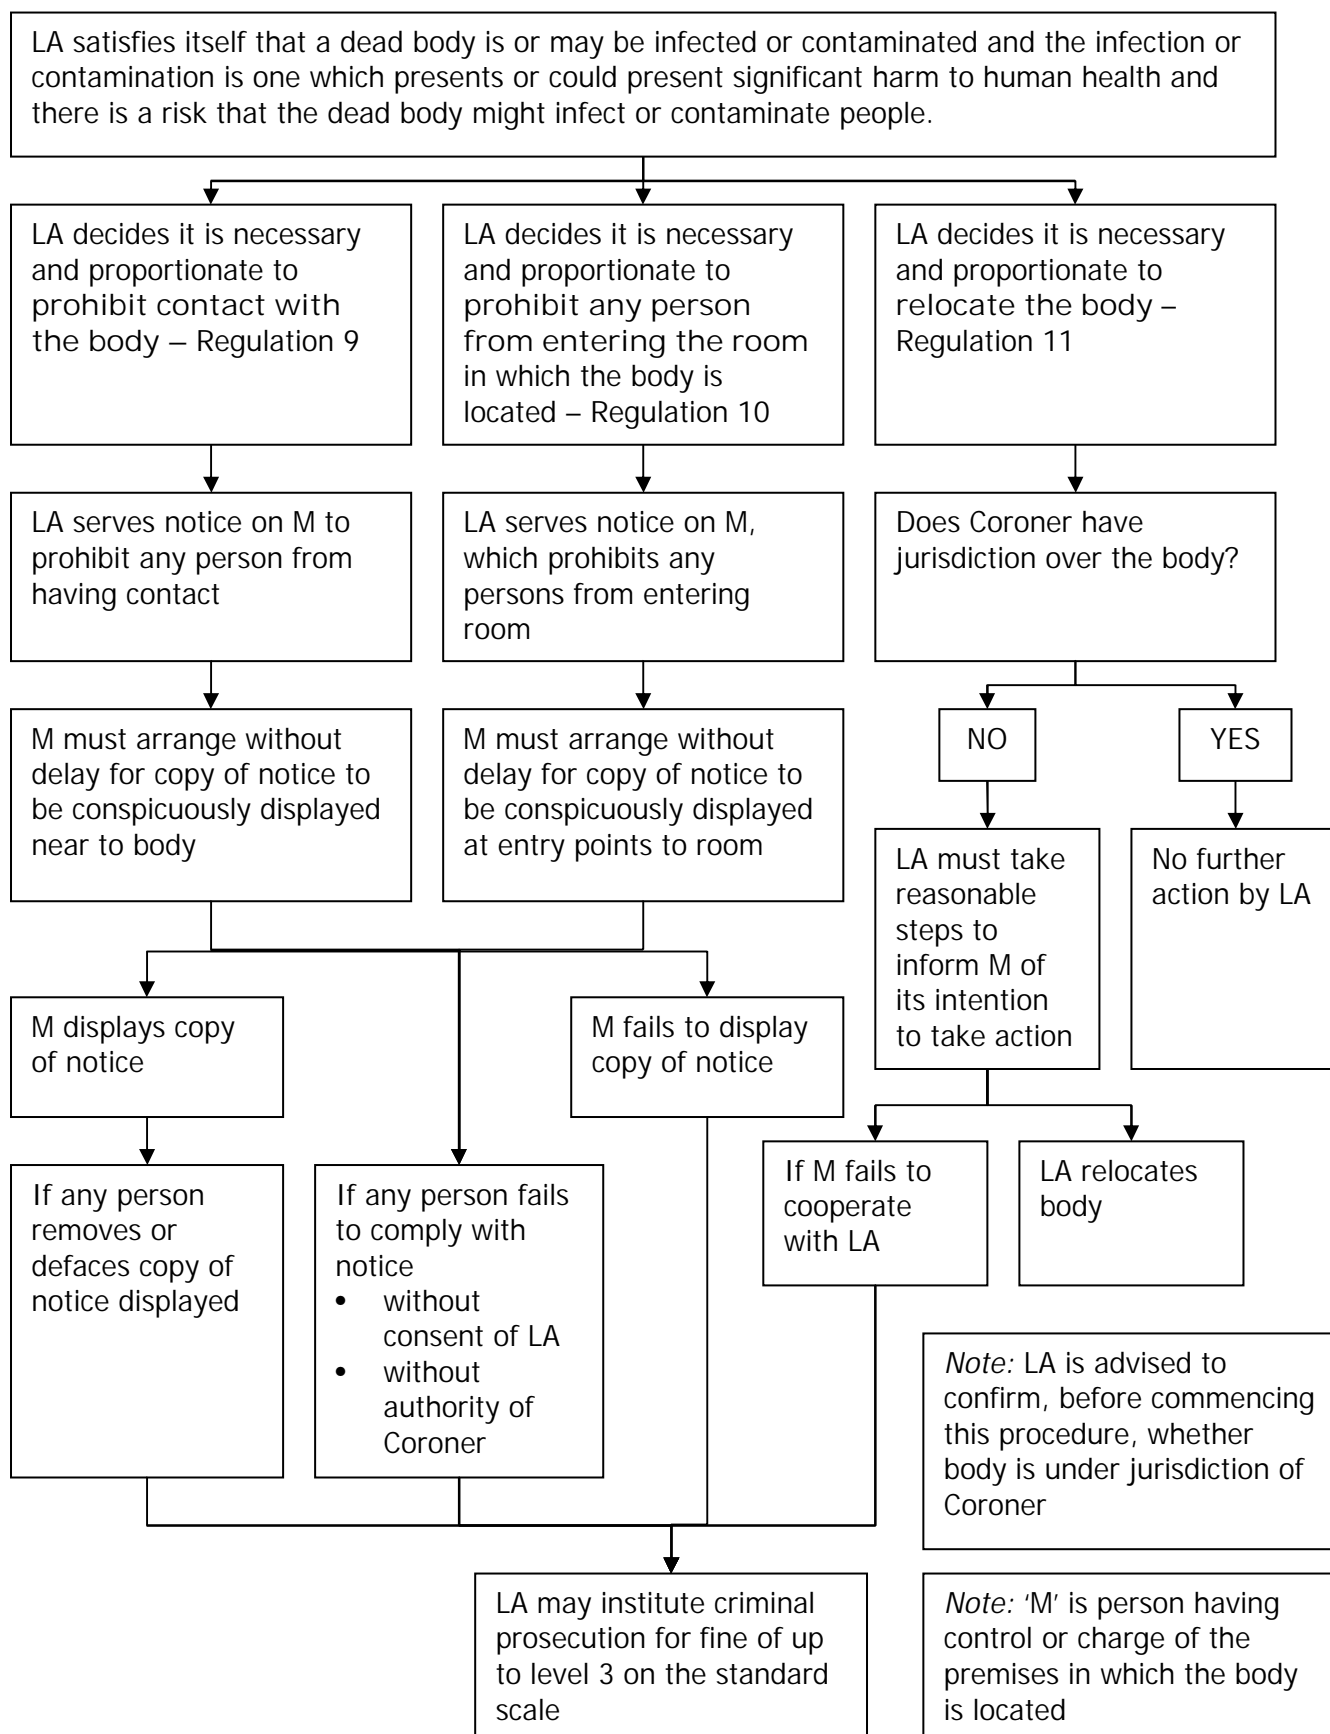 LA satisfies itself that a dead body is or may be infected or contaminated and the infection or
contamination is one which presents or could present significant harm to human health and
there is a risk that the dead body might infect or contaminate people.
LA decides it is necessary
and proportionate to
prohibit contact with
the body – Regulation 9
LA decides it is necessary
and proportionate to
prohibit any person
from entering the room
in which the body is
located – Regulation 10
LA decides it is necessary
and proportionate to
relocate the body –
Regulation 11
LA serves notice on M to
prohibit any person from
having contact
LA serves notice on M,
which prohibits any
persons from entering
room
Does Coroner have
jurisdiction over the body?
M must arrange without
delay for copy of notice to
be conspicuously displayed
near to body
M must arrange without
delay for copy of notice to
be conspicuously displayed
at entry points to room
NO
YES
LA must take
reasonable
steps to
inform M of
its intention
to take action
No further
action by LA
M displays copy
of notice
M fails to display
copy of notice
If any person
removes or
defaces copy of
notice displayed
If any person fails
to comply with
notice
• without
consent of LA
• without
authority of
Coroner
If M fails to
cooperate
with LA
LA relocates
body
Note: LA is advised to
confirm, before commencing
this procedure, whether
body is under jurisdiction of
Coroner
LA may institute criminal
prosecution for fine of up
to level 3 on the standard
scale
Note: ‘M’ is person having
control or charge of the
premises in which the body
is located